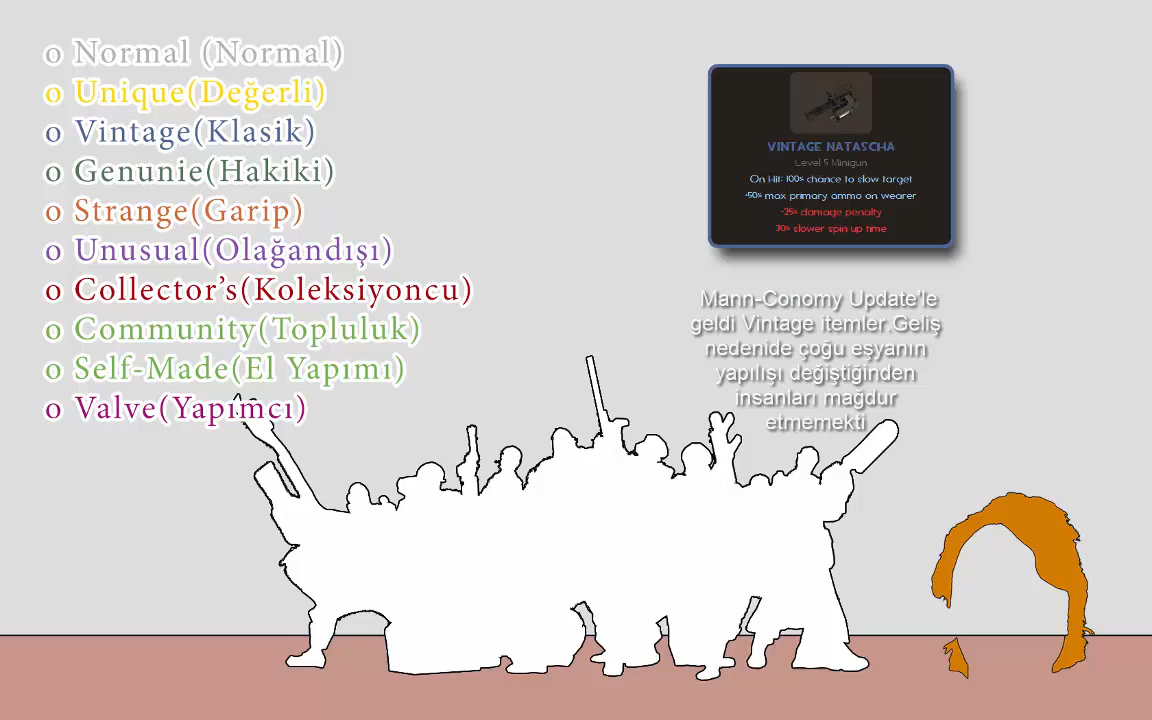 o Normal (Normal)
o Unique(Değerli)
o Vintage(Klasik)
o Genunie(Hakiki)
o Strange(Garip)
o Unusual(Olağandışı)
o Collector's(Koleksiyoncu)
o Community(Topluluk)
o Self-Made(El Yapımı)
o Valve(Yapımcı)
VINTAGE NATASCHA
Level 5 Minigun
On Hit: 100% chance to slow target
-50% max primary ammo on wearer
-25% damage penalty
30% slower spin up time
Mann-Conomy Update'le
geldi Vintage itemler.Geliş
nedenide çoğu eşyanın
yapılışı değiştiğinden
insanları mağdur
etmemekti